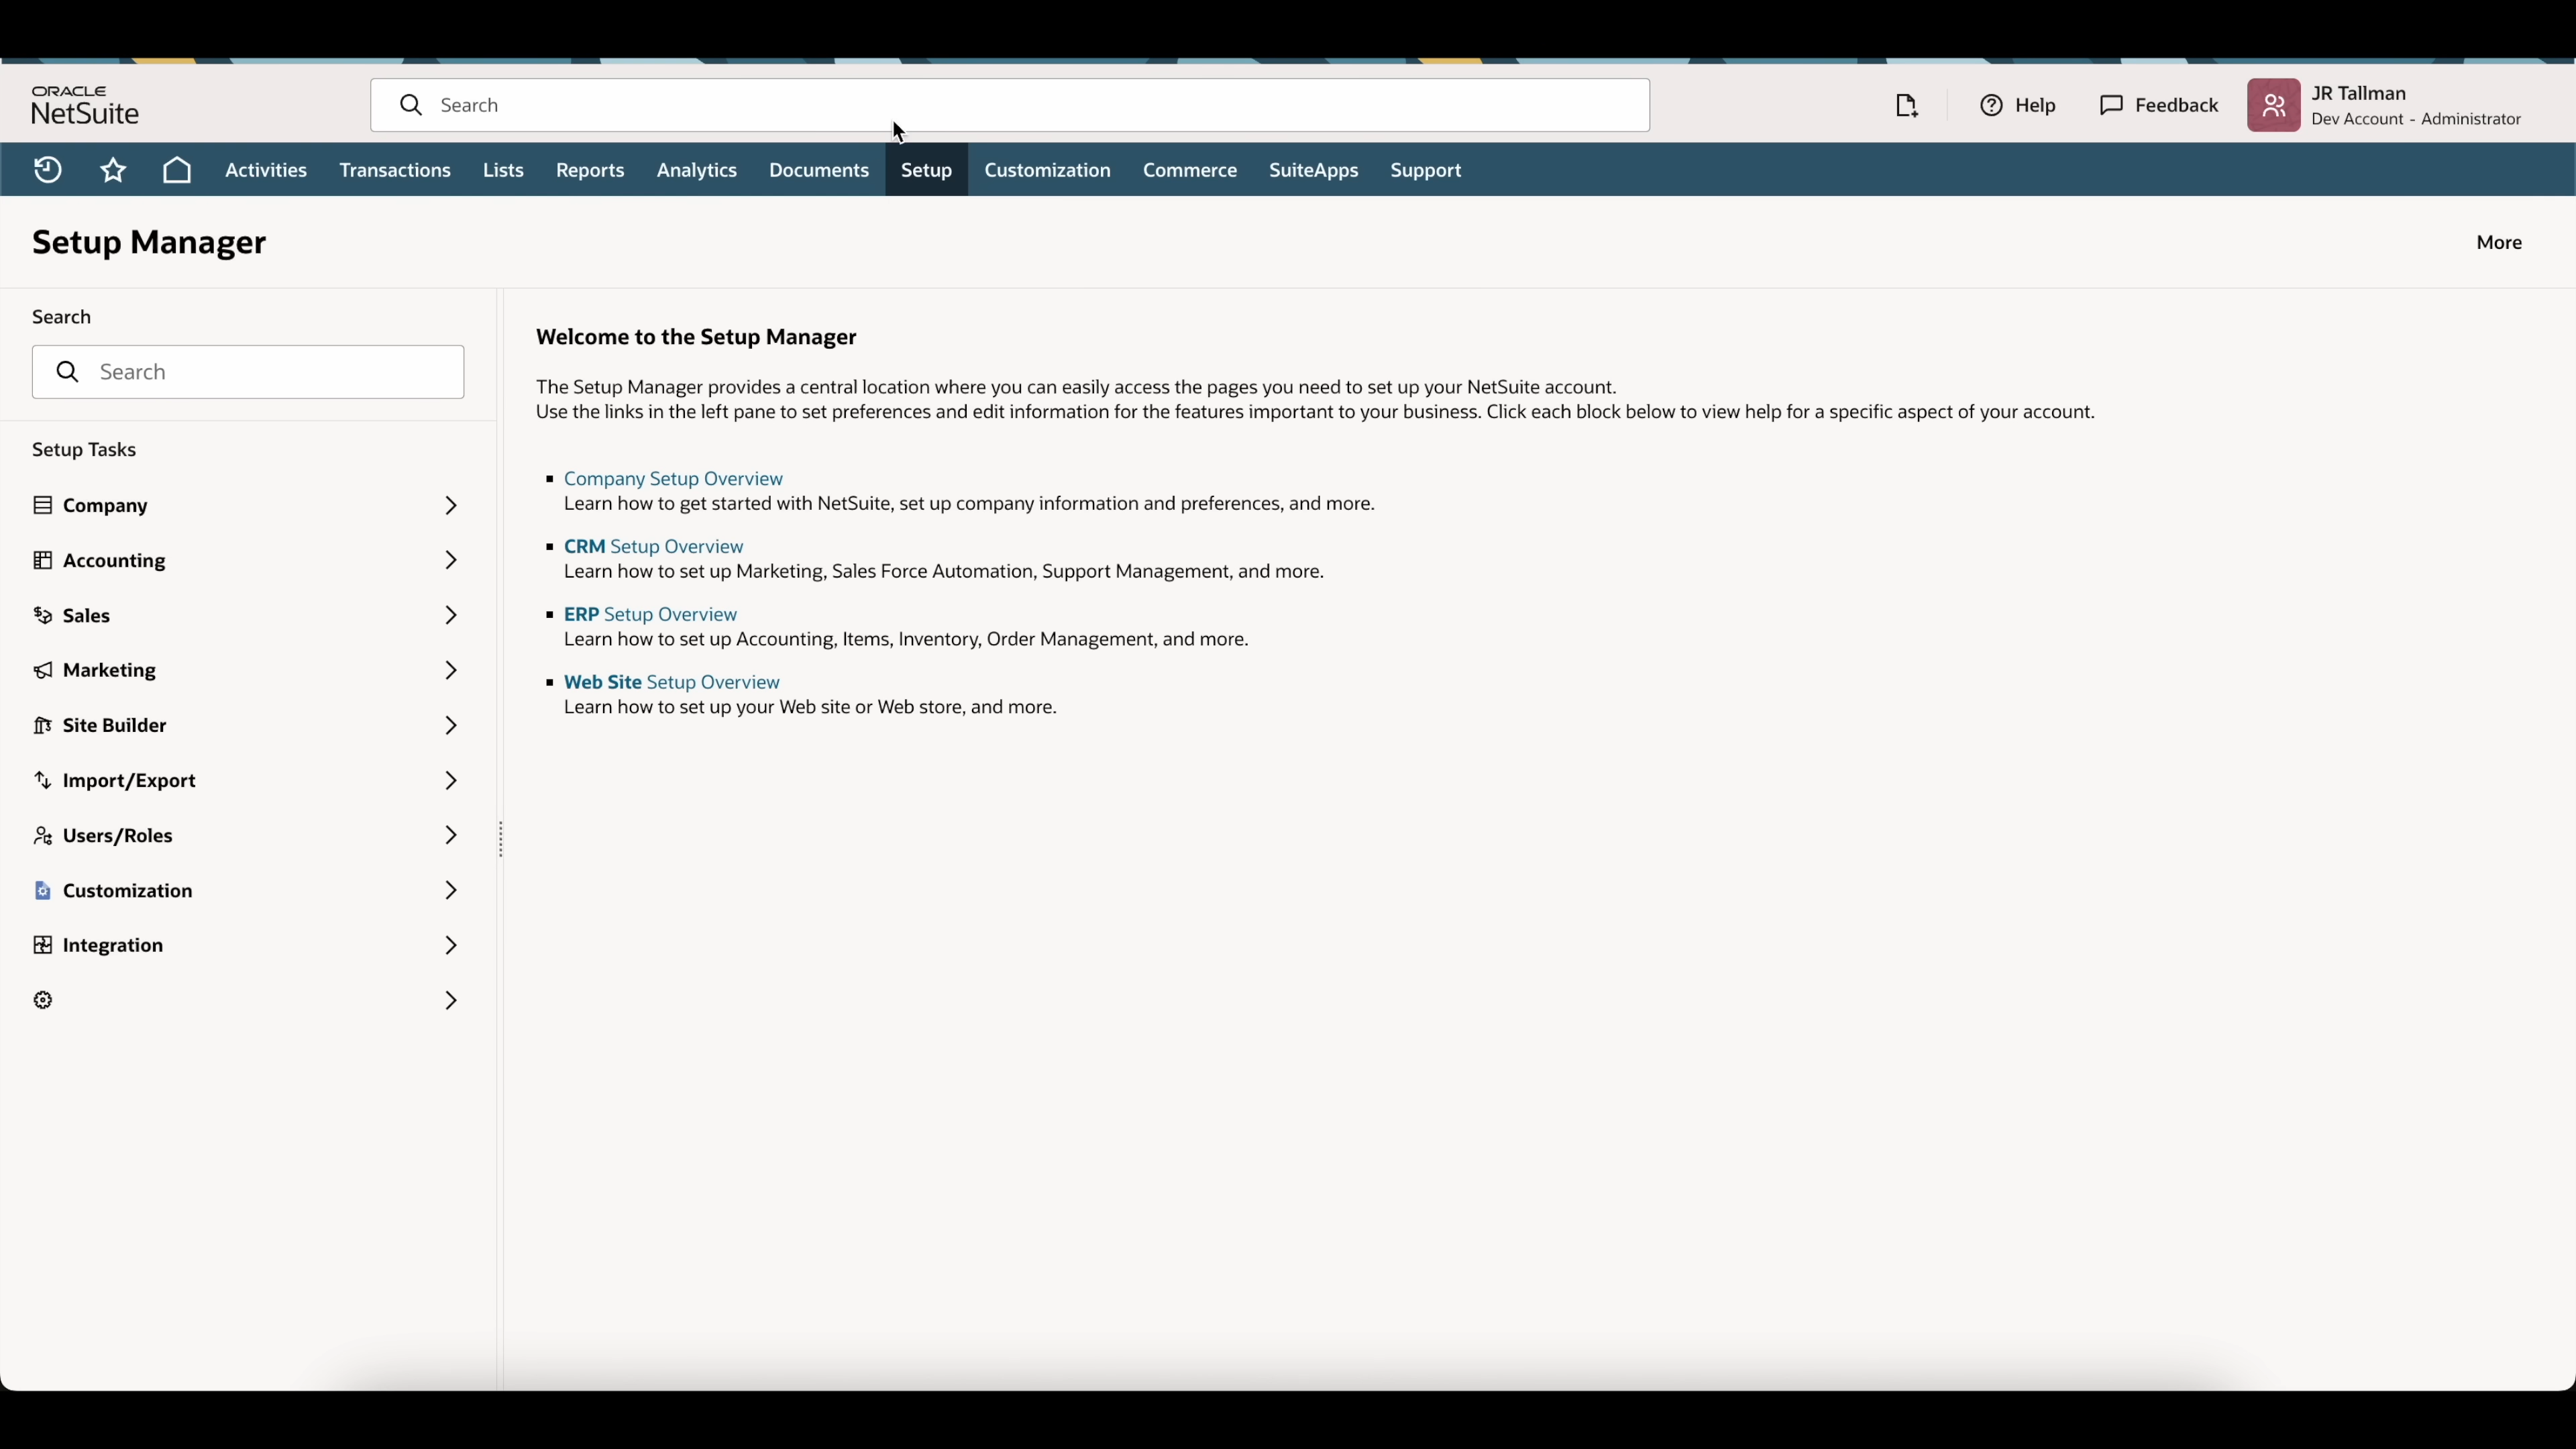 ORACLE
NetSuite
Search
Help
Feedback
JR Tallman
Dev Account - Administrator
Activities
Transactions
Lists
Reports
Analytics
Documents
Setup
Customization
Commerce
SuiteApps
Support
Setup Manager
More
Search
Search
Setup Tasks
Company
Accounting
Sales
Marketing
Site Builder
Import/Export
Users/Roles
Customization
Integration
Welcome to the Setup Manager
The Setup Manager provides a central location where you can easily access the pages you need to set up your NetSuite account.
Use the links in the left pane to set preferences and edit information for the features important to your business. Click each block below to view help for a specific aspect of your account.
Company Setup Overview
Learn how to get started with NetSuite, set up company information and preferences, and more.
CRM Setup Overview
Learn how to set up Marketing, Sales Force Automation, Support Management, and more.
ERP Setup Overview
Learn how to set up Accounting, Items, Inventory, Order Management, and more.
Web Site Setup Overview
Learn how to set up your Web site or Web store, and more.